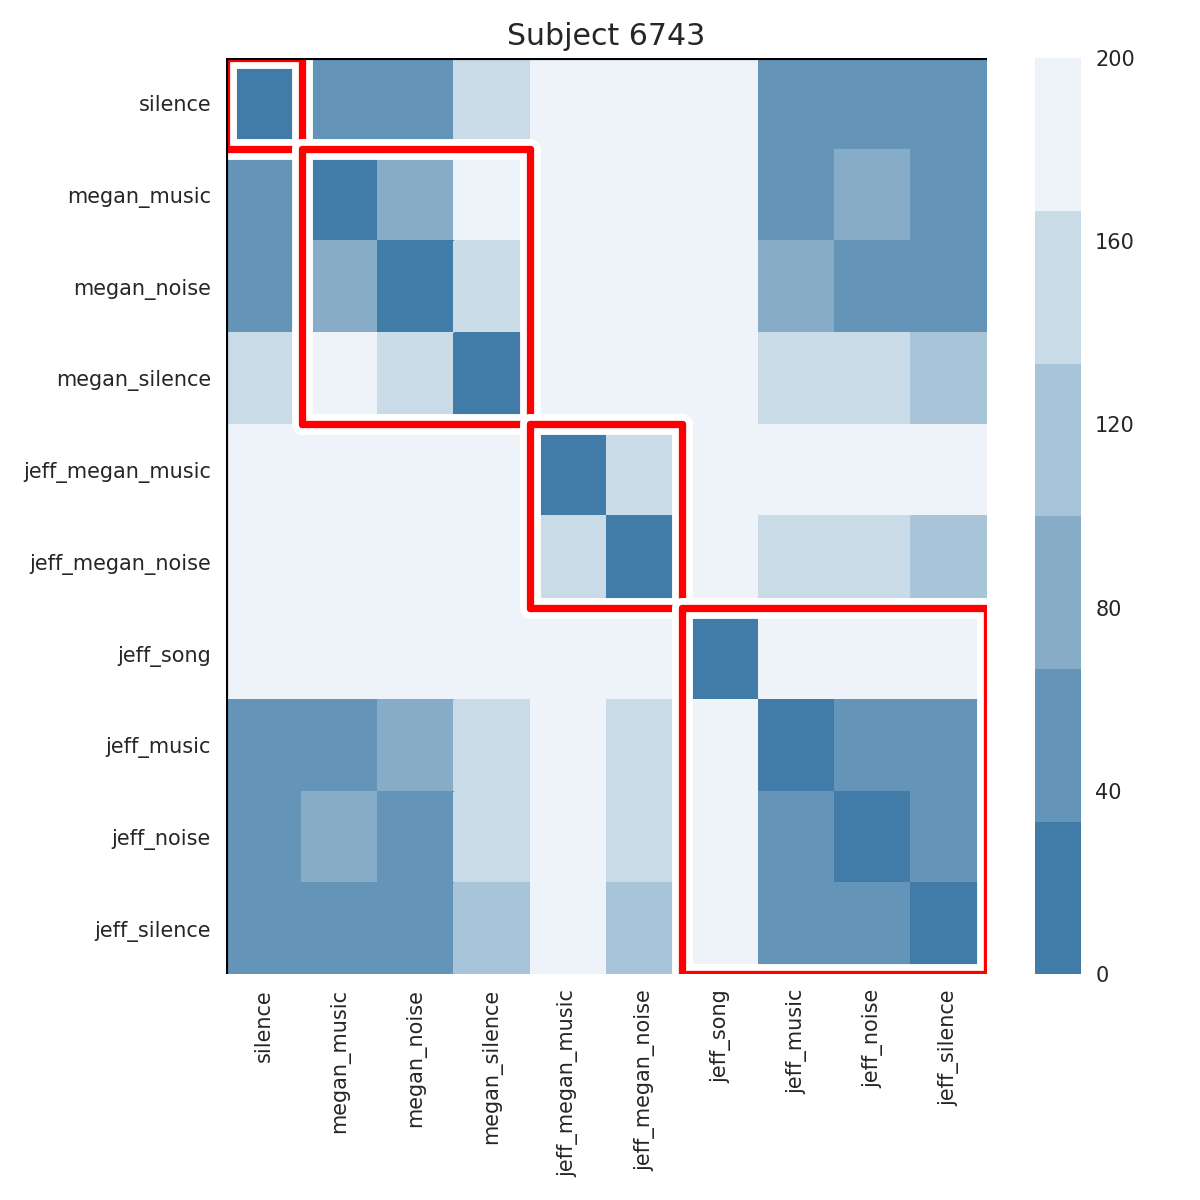 Subject 6743
silence
megan_music
megan_noise
megan_silence
jeff_megan_music
jeff_megan_noise
jeff_song
jeff_music
jeff_noise
jeff_silence
silence
megan_music
megan_noise
megan_silence
jeff_megan_music
jeff_megan_noise
jeff_song
jeff_music
jeff_noise
jeff_silence
200
160
120
80
40
0